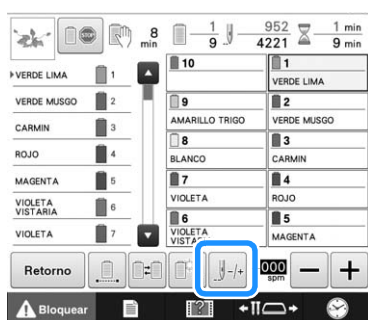 8
min
1
9
952
4221
1 min
9 min
VERDE LIMA 1
VERDE MUSGO 2
CARMIN 3
ROJO 4
MAGENTA 5
VIOLETA
VISTARIA 6
VIOLETA 7
10
1
VERDE LIMA
9
AMARILLO TRIGO
2
VERDE MUSGO
8
BLANCO
3
CARMIN
7
VIOLETA
4
ROJO
6
VIOLETA
5
MAGENTA
Retorno
-/+
spm
- +
Bloquear
?